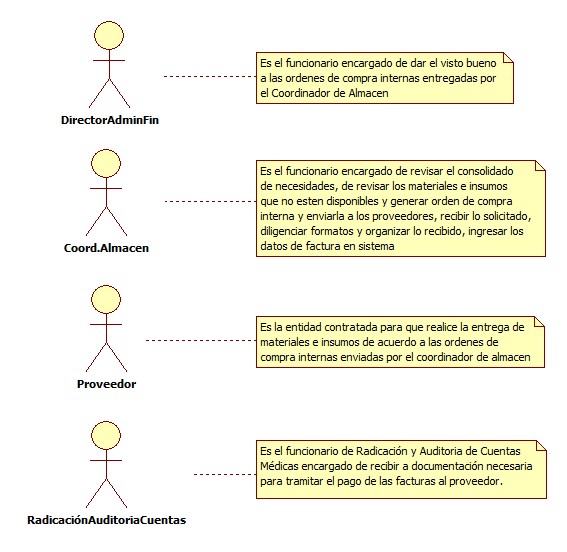 Es el funcionario encargado de dar el visto bueno
a las ordenes de compra internas entregadas por
el Coordinador de Almacen
DirectorAdminFin
Es el funcionario encargado de revisar el consolidado
de necesidades, de revisar los materiales e insumos
que no esten disponibles y generar orden de compra
interna y enviarla a los proveedores, recibir lo solicitado,
diligenciar formatos y organizar lo recibido, ingresar los
datos de factura en sistema
Coord.Almacen
Es la entidad contratada para que realice la entrega de
materiales e insumos de acuerdo a las ordenes de
compra internas enviadas por el coordinador de almacen
Proveedor
Es el funcionario de Radicación y Auditoria de Cuentas
Médicas encargado de recibir a documentación necesaria
para tramitar el pago de las facturas al proveedor.
RadicaciónAuditoriaCuentas